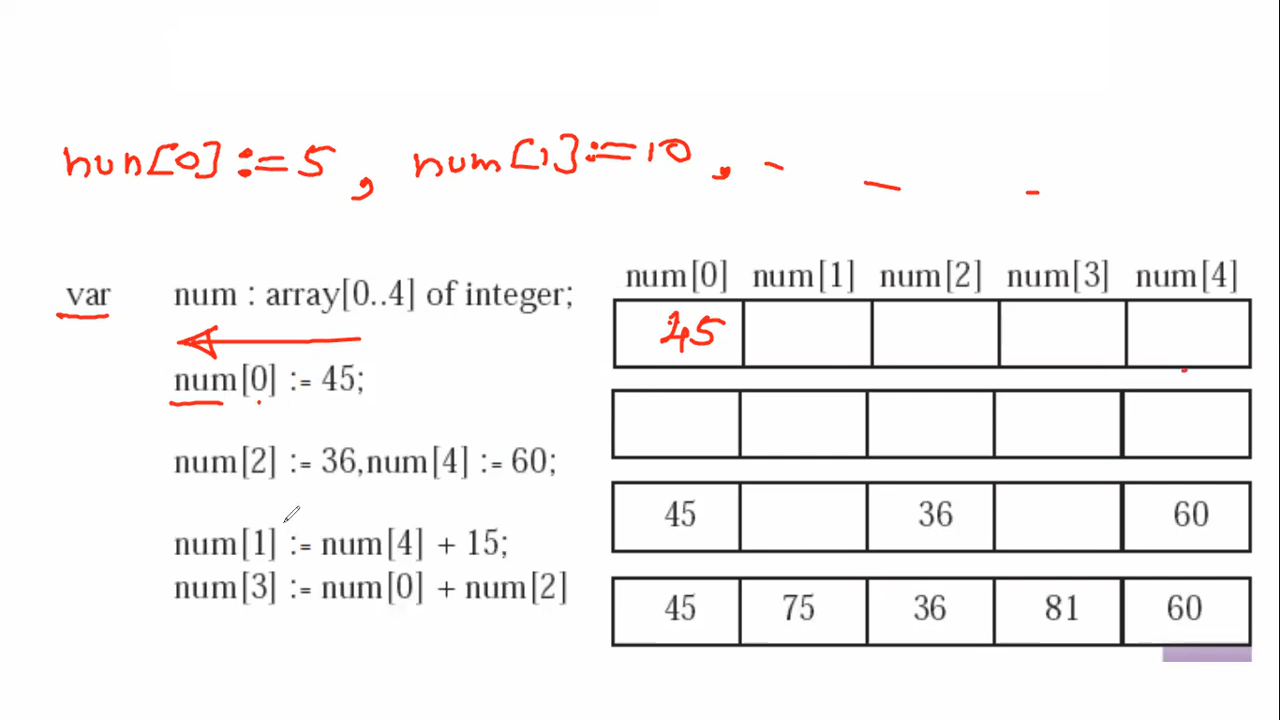 num[0] := 5 , num[1] := 10 , - - -
num[0] num[1] num[2] num[3] num[4]
var num : array[0..4] of integer;
45
num[0] := 45;
num[2] := 36,num[4] := 60;
45 36 60
num[1] := num[4] + 15;
num[3] := num[0] + num[2]
45 75 36 81 60